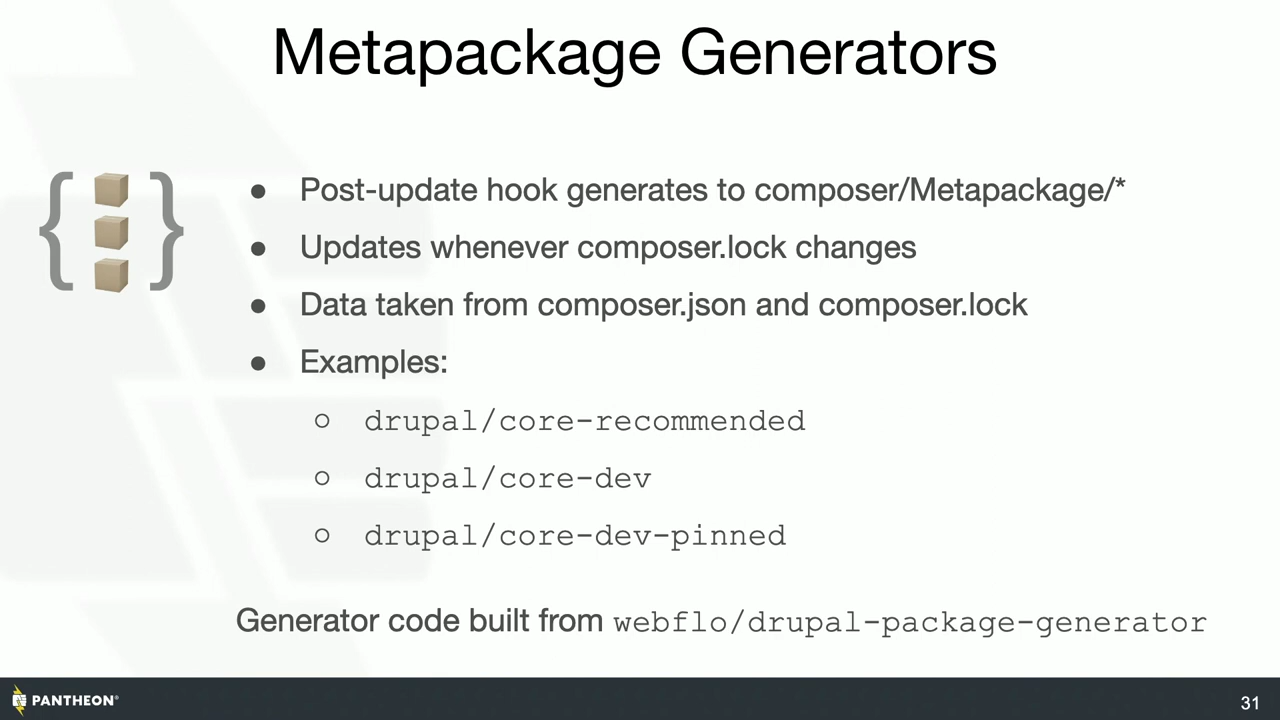 Metapackage Generators
● Post-update hook generates to composer/Metapackage/*
● Updates whenever composer.lock changes
● Data taken from composer.json and composer.lock
● Examples:
○ drupal/core-recommended
○ drupal/core-dev
○ drupal/core-dev-pinned
Generator code built from webflo/drupal-package-generator
PANTHEON®
31